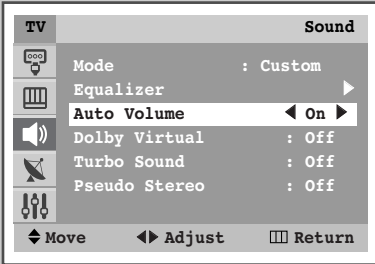 TV Sound
Mode : Custom
Equalizer
Auto Volume ◀ On ▶
Dolby Virtual : Off
Turbo Sound : Off
Pseudo Stereo : Off
Move Adjust Return